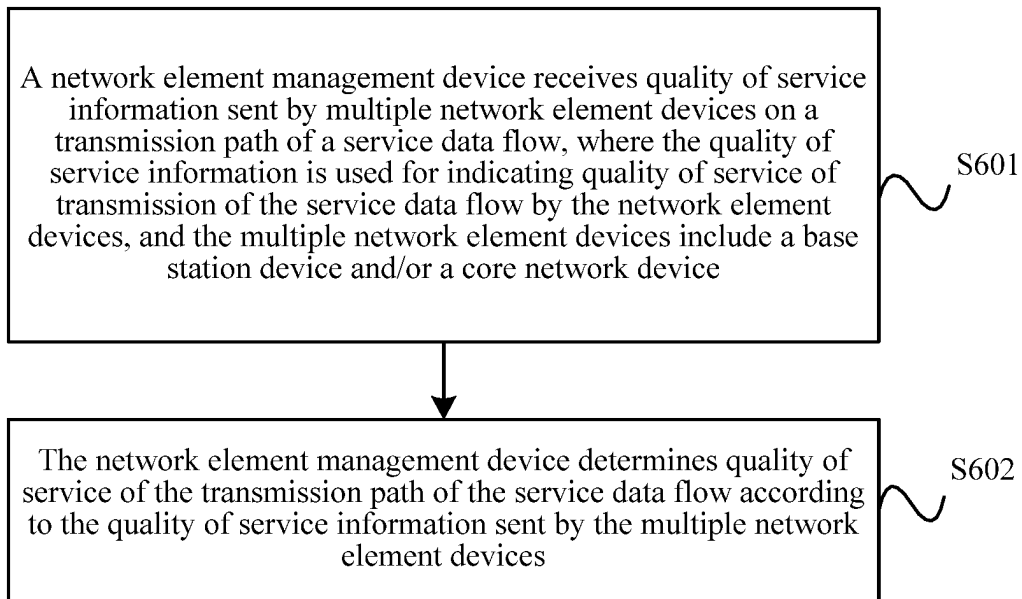 A network element management device receives quality of service
information sent by multiple network element devices on a
transmission path of a service data flow, where the quality of
service information is used for indicating quality of service of
transmission of the service data flow by the network element
devices, and the multiple network element devices include a base
station device and/or a core network device
S601
The network element management device determines quality of
service of the transmission path of the service data flow according
to the quality of service information sent by the multiple network
element devices
S602